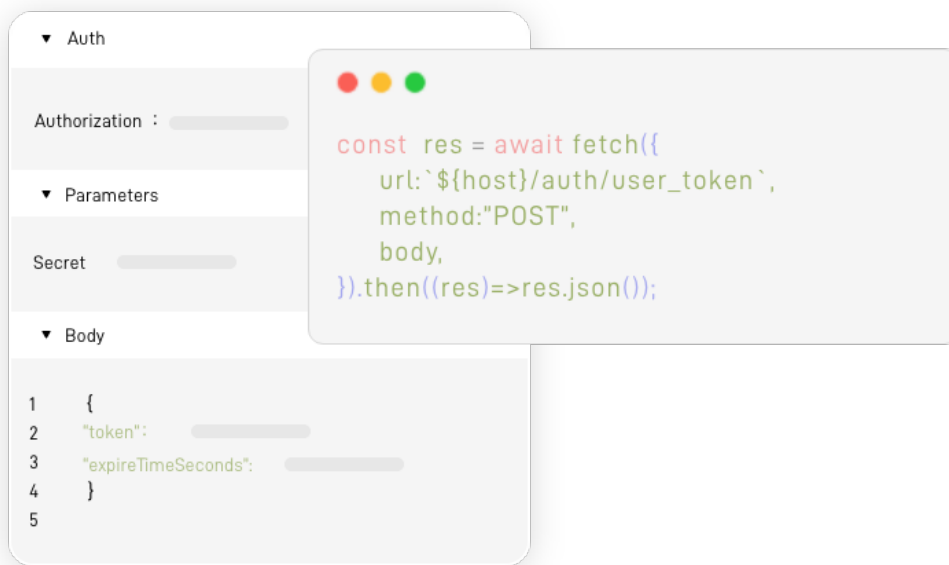 ▼ Auth
Authorization :
▼ Parameters
Secret
▼ Body
1 {
2 "token":
3 "expireTimeSeconds":
4 }
5
const res = await fetch({
url:`${host}/auth/user_token`,
method:"POST",
body,
}).then((res)=>res.json());